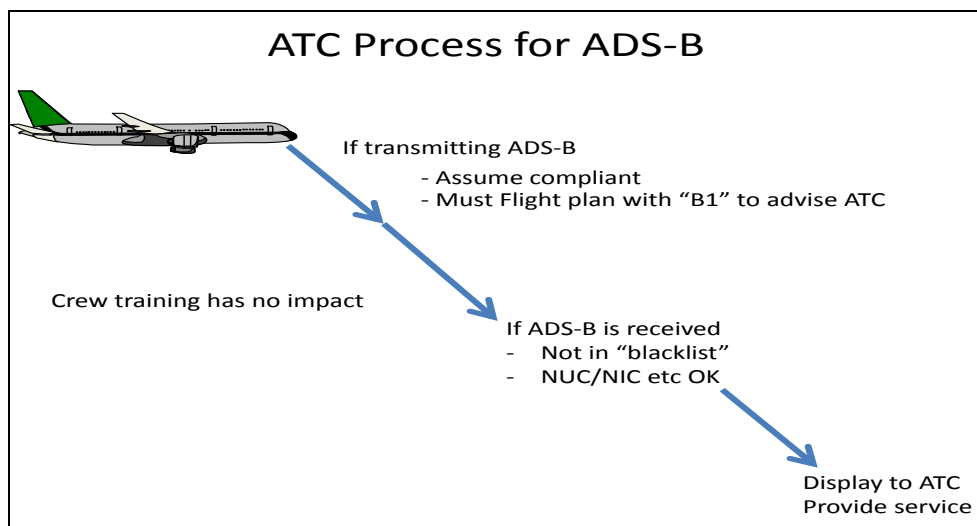 ATC Process for ADS-B
If transmitting ADS-B
- Assume compliant
- Must Flight plan with “B1” to advise ATC
Crew training has no impact
If ADS-B is received
- Not in “blacklist”
- NUC/NIC etc OK
Display to ATC
Provide service